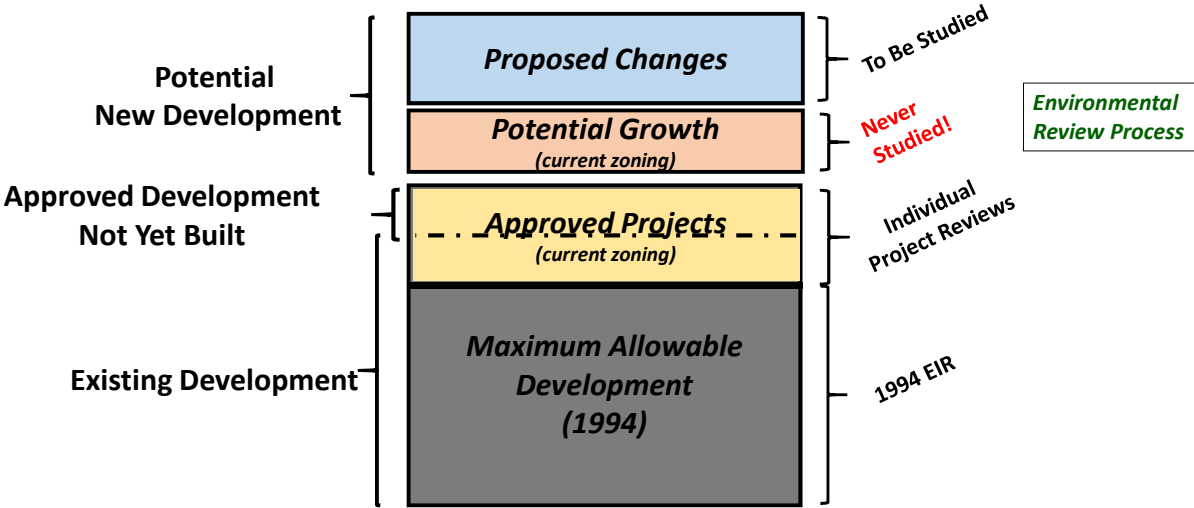 Potential
New Development
Proposed Changes
To Be Studied
Environmental
Review Process
Potential Growth
(current zoning)
Never
Studied!
Approved Development
Not Yet Built
Approved Projects
(current zoning)
Individual
Project Reviews
Existing Development
Maximum Allowable
Development
(1994)
1994 EIR